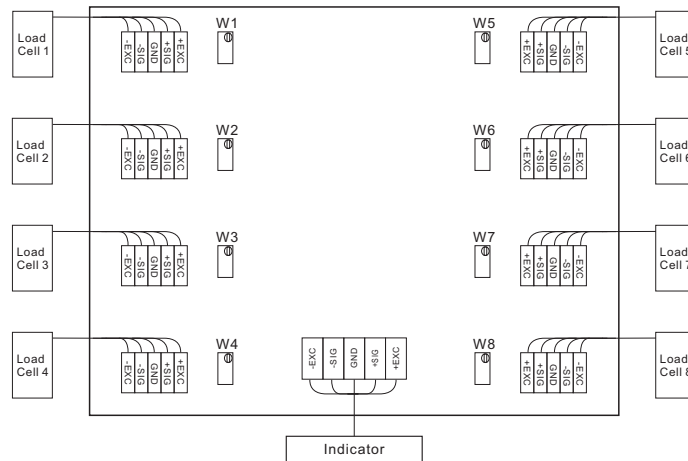 Load
Cell 1
-EXC
-SIG
GND
+SIG
+EXC
W1
W5
+EXC
+SIG
GND
-SIG
-EXC
Load
Cell 5
Load
Cell 2
-EXC
-SIG
GND
+SIG
+EXC
W2
W6
+EXC
+SIG
GND
-SIG
-EXC
Load
Cell 6
Load
Cell 3
-EXC
-SIG
GND
+SIG
+EXC
W3
W7
+EXC
+SIG
GND
-SIG
-EXC
Load
Cell 7
Load
Cell 4
-EXC
-SIG
GND
+SIG
+EXC
W4
-EXC
-SIG
GND
+SIG
+EXC
W8
+EXC
+SIG
GND
-SIG
-EXC
Load
Cell 8
Indicator